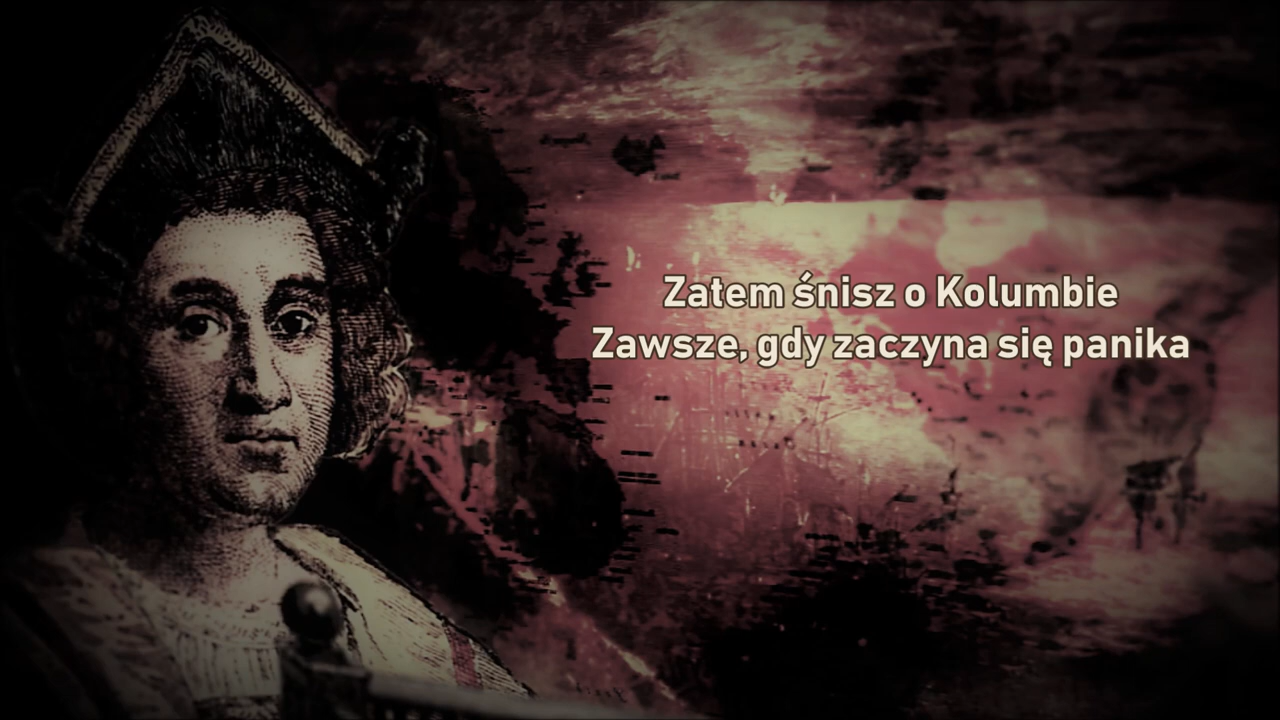 Zatem śnisz o Kolumbie
Zawsze, gdy zaczyna się panika